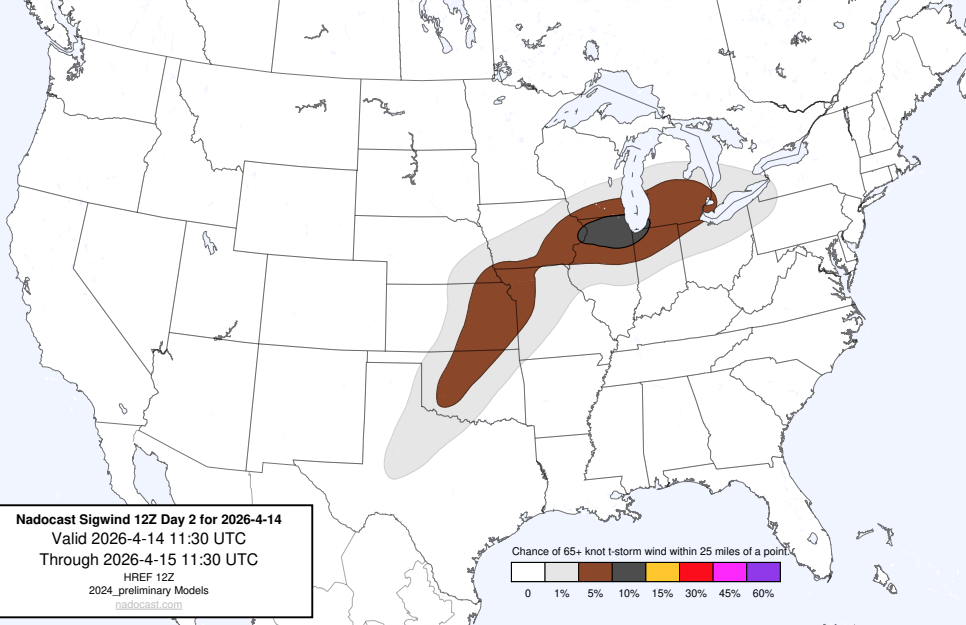 Nadocast Sigwind 12Z Day 2 for 2026-4-14
Valid 2026-4-14 11:30 UTC
Through 2026-4-15 11:30 UTC
HREF 12Z
2024_preliminary Models
nadocast.com
Chance of 65+ knot t-storm wind within 25 miles of a point.
0 1% 5% 10% 15% 30% 45% 60%